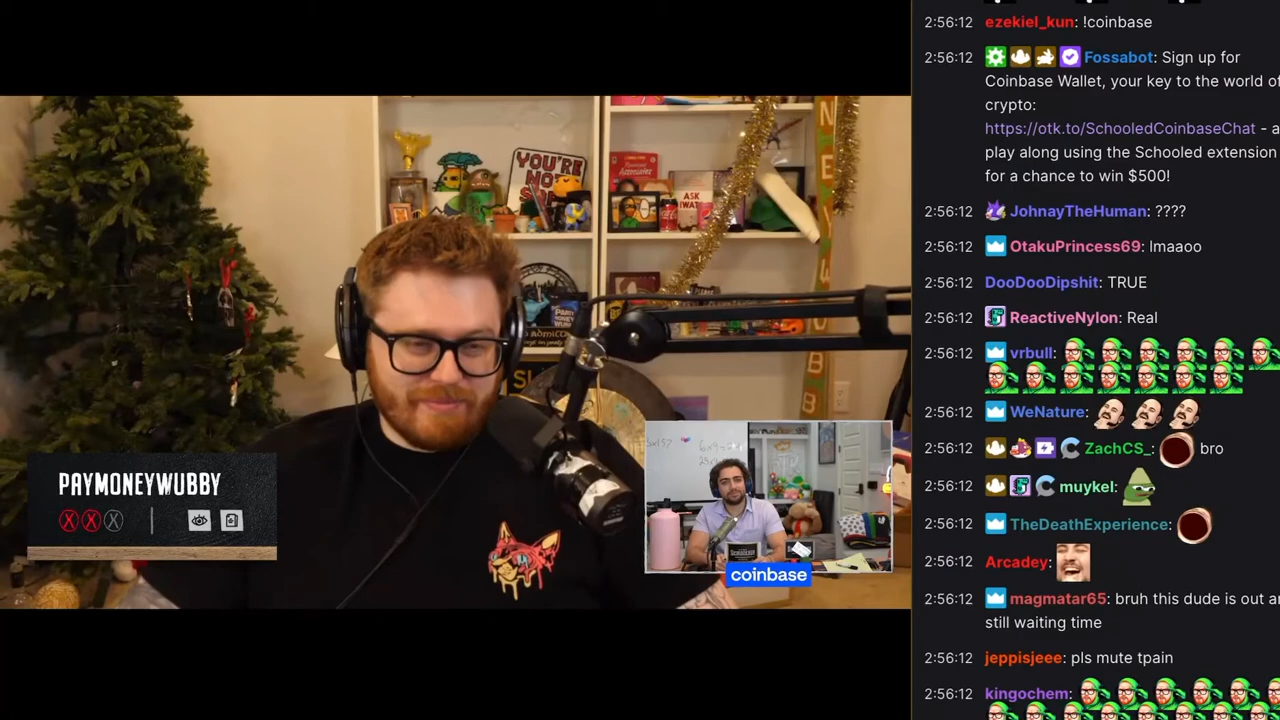 YOU'RE
NOT
ASK
PAYMONEYWUBBY
X X X
coinbase
2:56:12 ezekiel_kun: !coinbase
2:56:12 Fossabot: Sign up for
Coinbase Wallet, your key to the world of
crypto:
https://otk.to/SchooledCoinbaseChat - a
play along using the Schooled extension
for a chance to win $500!
2:56:12 JohnayTheHuman: ????
2:56:12 OtakuPrincess69: lmaaoo
2:56:12 DooDooDipshit: TRUE
2:56:12 ReactiveNylon: Real
2:56:12 vrbull:
2:56:12 WeNature:
2:56:12 ZachCS_: bro
2:56:12 muykel:
2:56:12 TheDeathExperience:
2:56:12 Arcadey:
2:56:12 magmatar65: bruh this dude is out an
still waiting time
2:56:12 jeppisjeee: pls mute tpain
2:56:12 kingochem: